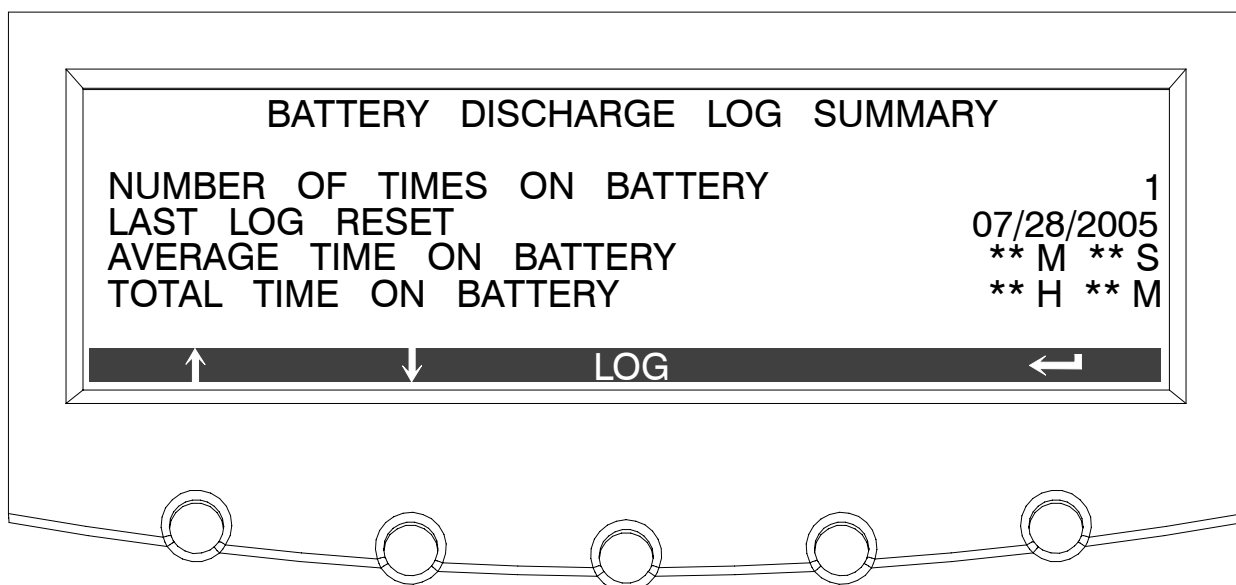 BATTERY DISCHARGE LOG SUMMARY
NUMBER OF TIMES ON BATTERY 1
LAST LOG RESET 07/28/2005
AVERAGE TIME ON BATTERY ** M ** S
TOTAL TIME ON BATTERY ** H ** M
↑ ↓ LOG ↵